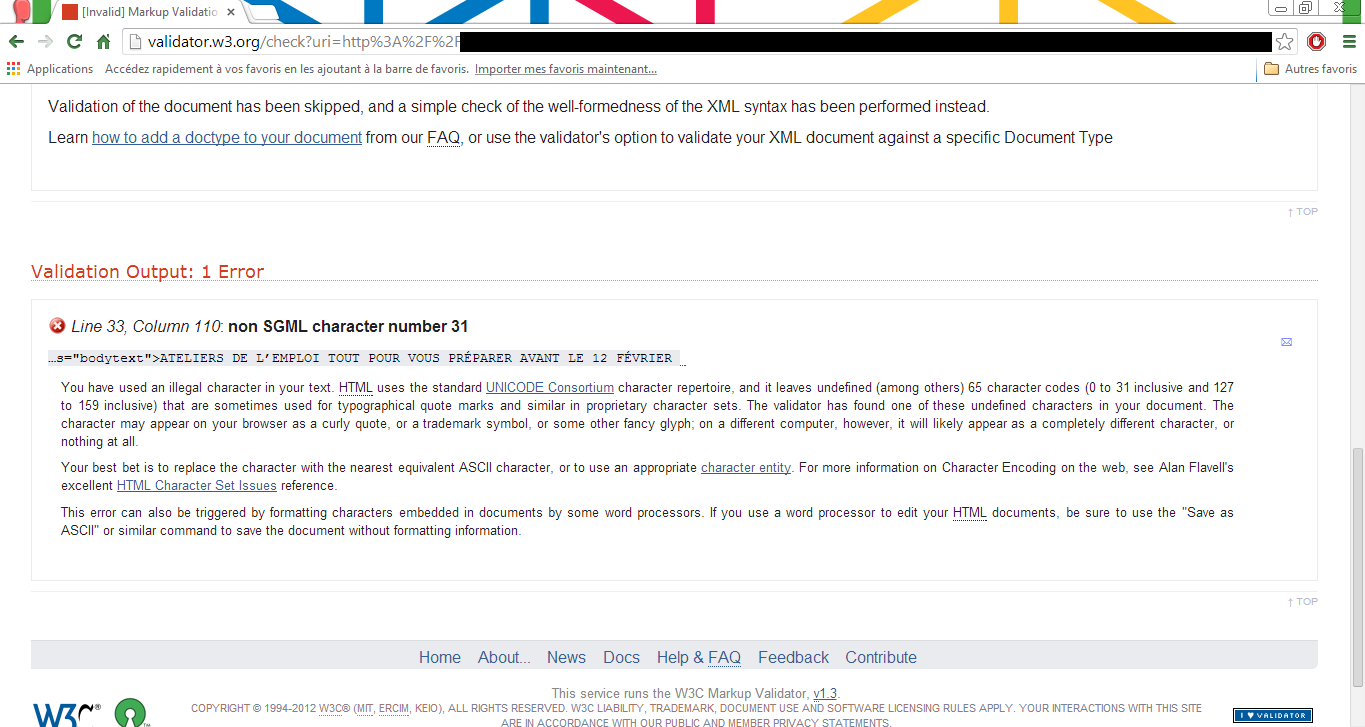 [Invalid] Markup Validatio
validator.w3.org/check?uri=http%3A%2F%2F
Applications Accédez rapidement à vos favoris en les ajoutant à la barre de favoris. Importer mes favoris maintenant... Autres favoris
Validation of the document has been skipped, and a simple check of the well-formedness of the XML syntax has been performed instead.
Learn how to add a doctype to your document from our FAQ, or use the validator's option to validate your XML document against a specific Document Type
↑ TOP
Validation Output: 1 Error
Line 33, Column 110: non SGML character number 31
…s="bodytext">ATELIERS DE L’EMPLOI TOUT POUR VOUS PRÉPARER AVANT LE 12 FÉVRIER
You have used an illegal character in your text. HTML uses the standard UNICODE Consortium character repertoire, and it leaves undefined (among others) 65 character codes (0 to 31 inclusive and 127
to 159 inclusive) that are sometimes used for typographical quote marks and similar in proprietary character sets. The validator has found one of these undefined characters in your document. The
character may appear on your browser as a curly quote, or a trademark symbol, or some other fancy glyph; on a different computer, however, it will likely appear as a completely different character, or
nothing at all.
Your best bet is to replace the character with the nearest equivalent ASCII character, or to use an appropriate character entity. For more information on Character Encoding on the web, see Alan Flavell's
excellent HTML Character Set Issues reference.
This error can also be triggered by formatting characters embedded in documents by some word processors. If you use a word processor to edit your HTML documents, be sure to use the "Save as
ASCII" or similar command to save the document without formatting information.
↑ TOP
Home About... News Docs Help & FAQ Feedback Contribute
This service runs the W3C Markup Validator, v1.3.
W3C® COPYRIGHT © 1994–2012 W3C® (MIT, ERCIM, KEIO), ALL RIGHTS RESERVED. W3C LIABILITY, TRADEMARK, DOCUMENT USE AND SOFTWARE LICENSING RULES APPLY. YOUR INTERACTIONS WITH THIS SITE
ARE IN ACCORDANCE WITH OUR PUBLIC AND MEMBER PRIVACY STATEMENTS.
I ♥ VALIDATOR